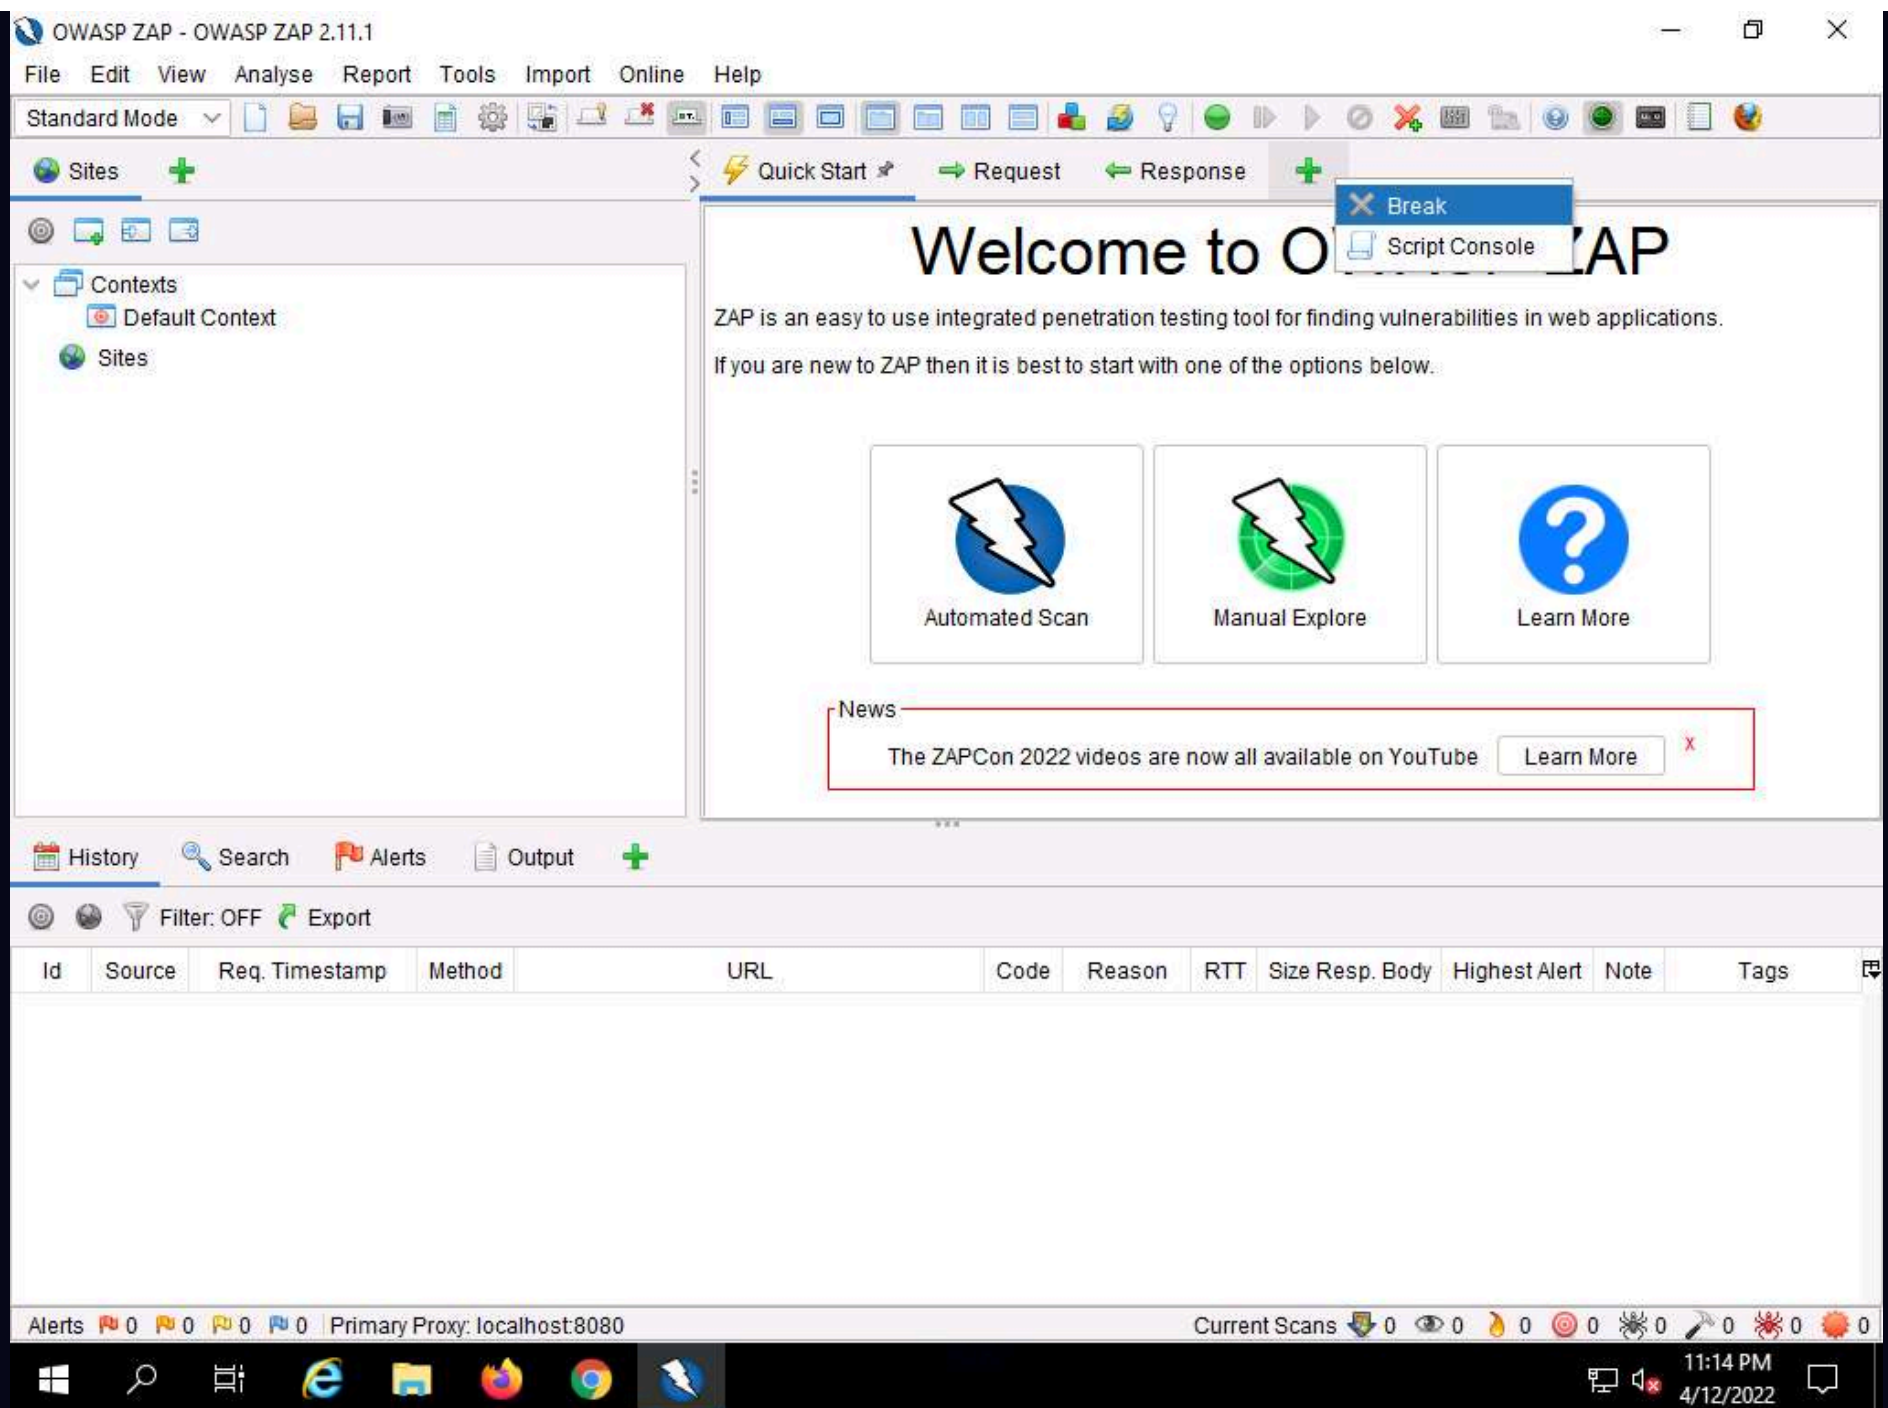 OWASP ZAP - OWASP ZAP 2.11.1
File Edit View Analyse Report Tools Import Online Help
Standard Mode
Sites
Quick Start Request Response
Break
Script Console
Welcome to O ZAP
Contexts
Default Context
Sites
ZAP is an easy to use integrated penetration testing tool for finding vulnerabilities in web applications.
If you are new to ZAP then it is best to start with one of the options below.
Automated Scan Manual Explore Learn More
News
The ZAPCon 2022 videos are now all available on YouTube Learn More X
History Search Alerts Output
Filter: OFF Export
Id Source Req. Timestamp Method URL Code Reason RTT Size Resp. Body Highest Alert Note Tags
Alerts 0 0 0 0 Primary Proxy: localhost:8080 Current Scans 0 0 0 0 0 0 0 0
11:14 PM
4/12/2022